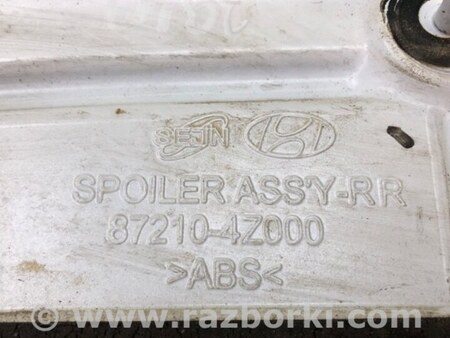 SEJIN
SPOILER ASS'Y-RR
87210-4Z000
>ABS<
www.razborki.com